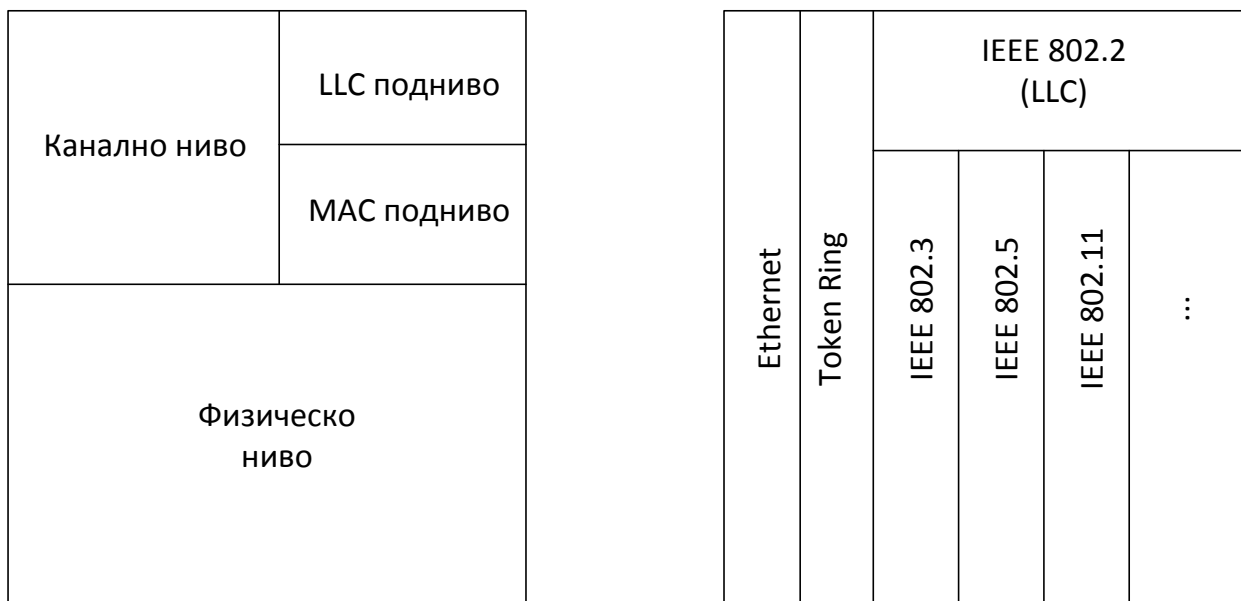 Канално ниво
LLC подниво
MAC подниво
Физическо
ниво
Ethernet
Token Ring
IEEE 802.2
(LLC)
IEEE 802.3
IEEE 802.5
IEEE 802.11
...